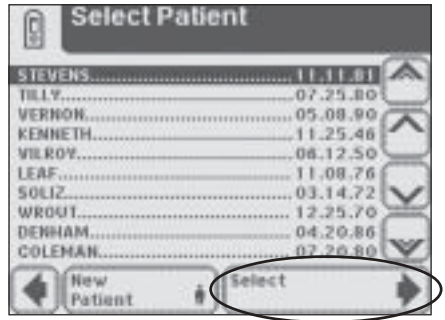 Select Patient
STEVENS............................11.11.81
TILLY..................................07.25.80
VERNON.............................05.08.90
KENNETH...........................11.25.46
VILROY...............................06.12.50
LEAF...................................11.08.76
SOLIZ..................................03.14.72
WROUT...............................12.25.70
DENHAM.............................04.20.86
COLEMAN...........................07.20.80
New Patient
Select